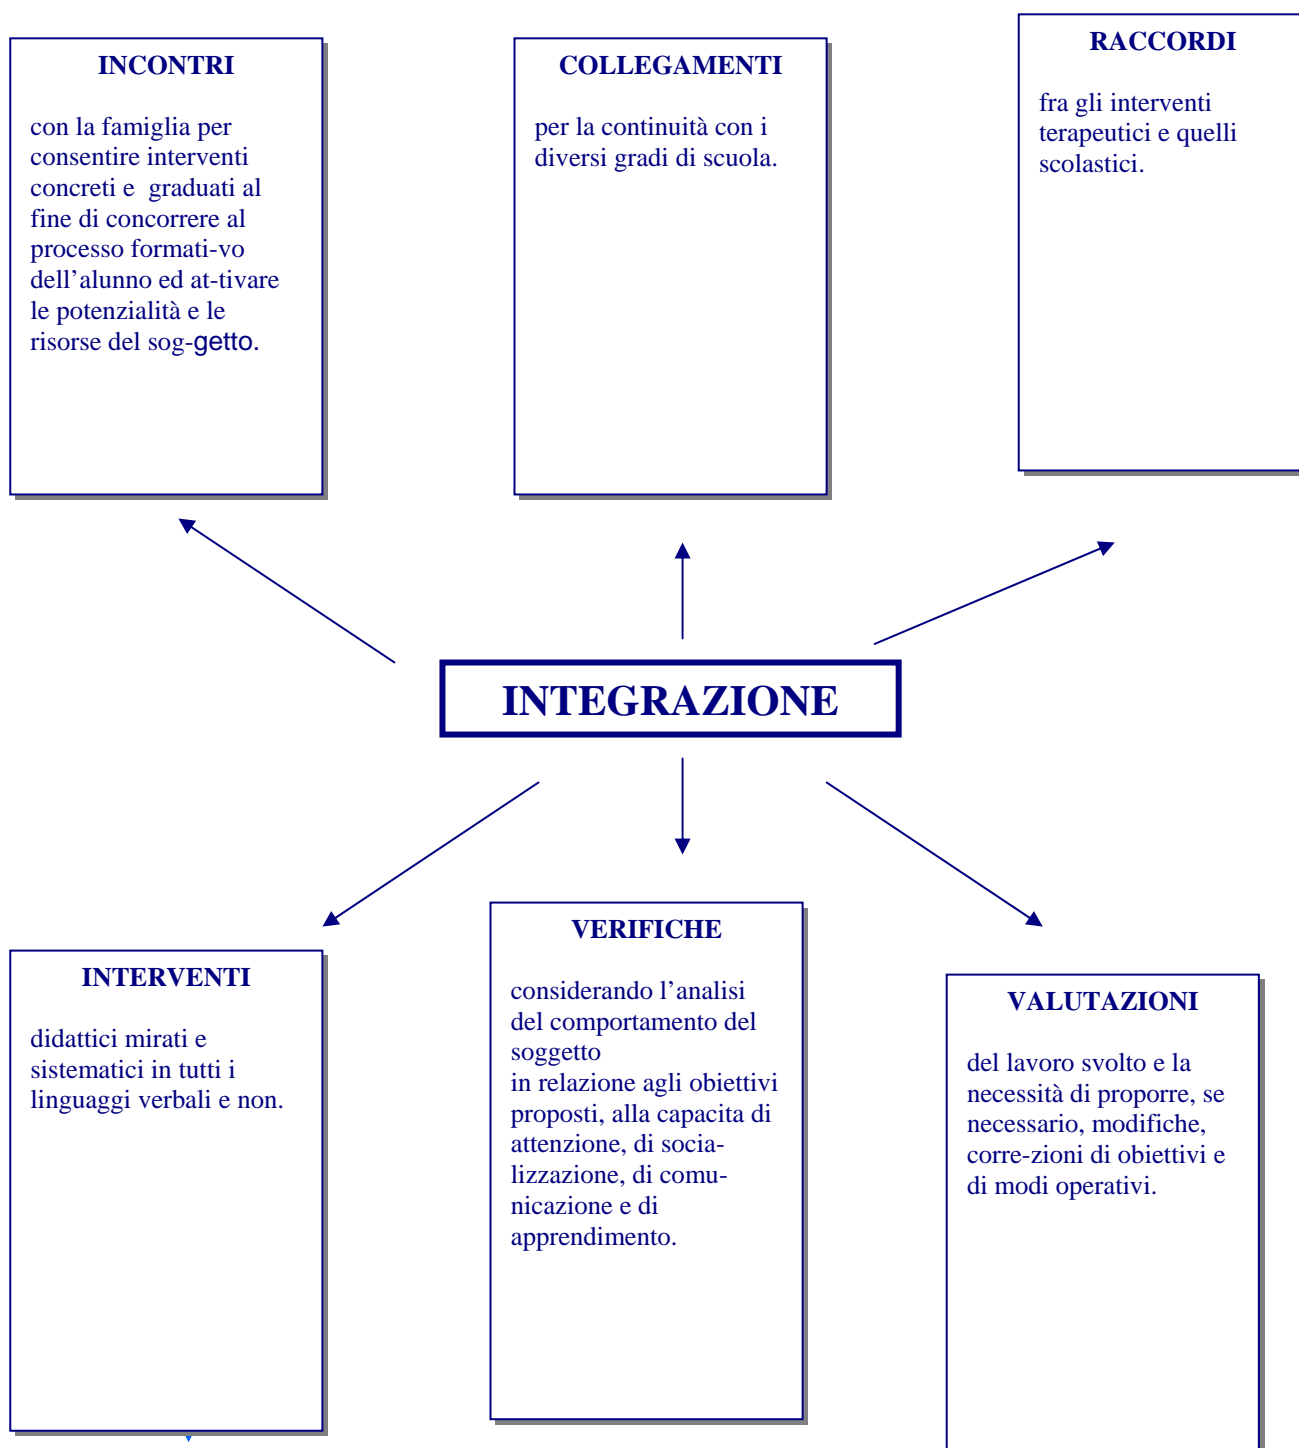 INCONTRI
con la famiglia per
consentire interventi
concreti e  graduati al
fine di concorrere al
processo formati-vo
dell’alunno ed at-tivare
le potenzialità e le
risorse del sog-getto.
COLLEGAMENTI
per la continuità con i
diversi gradi di scuola.
RACCORDI
fra gli interventi
terapeutici e quelli
scolastici.
INTEGRAZIONE
INTERVENTI
didattici mirati e
sistematici in tutti i
linguaggi verbali e non.
VERIFICHE
considerando l’analisi
del comportamento del
soggetto
in relazione agli obiettivi
proposti, alla capacita di
attenzione, di socia-
lizzazione, di comu-
nicazione e di
apprendimento.
VALUTAZIONI
del lavoro svolto e la
necessità di proporre, se
necessario, modifiche,
corre-zioni di obiettivi e
di modi operativi.